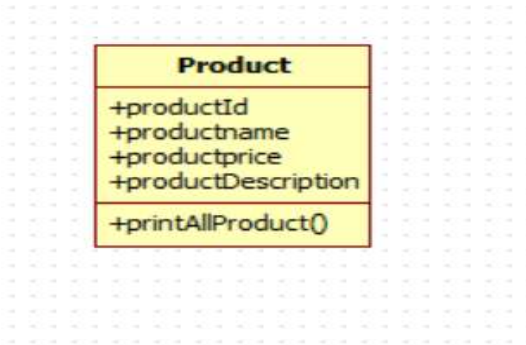 Product
+productId
+productname
+productprice
+productDescription
+printAllProduct()